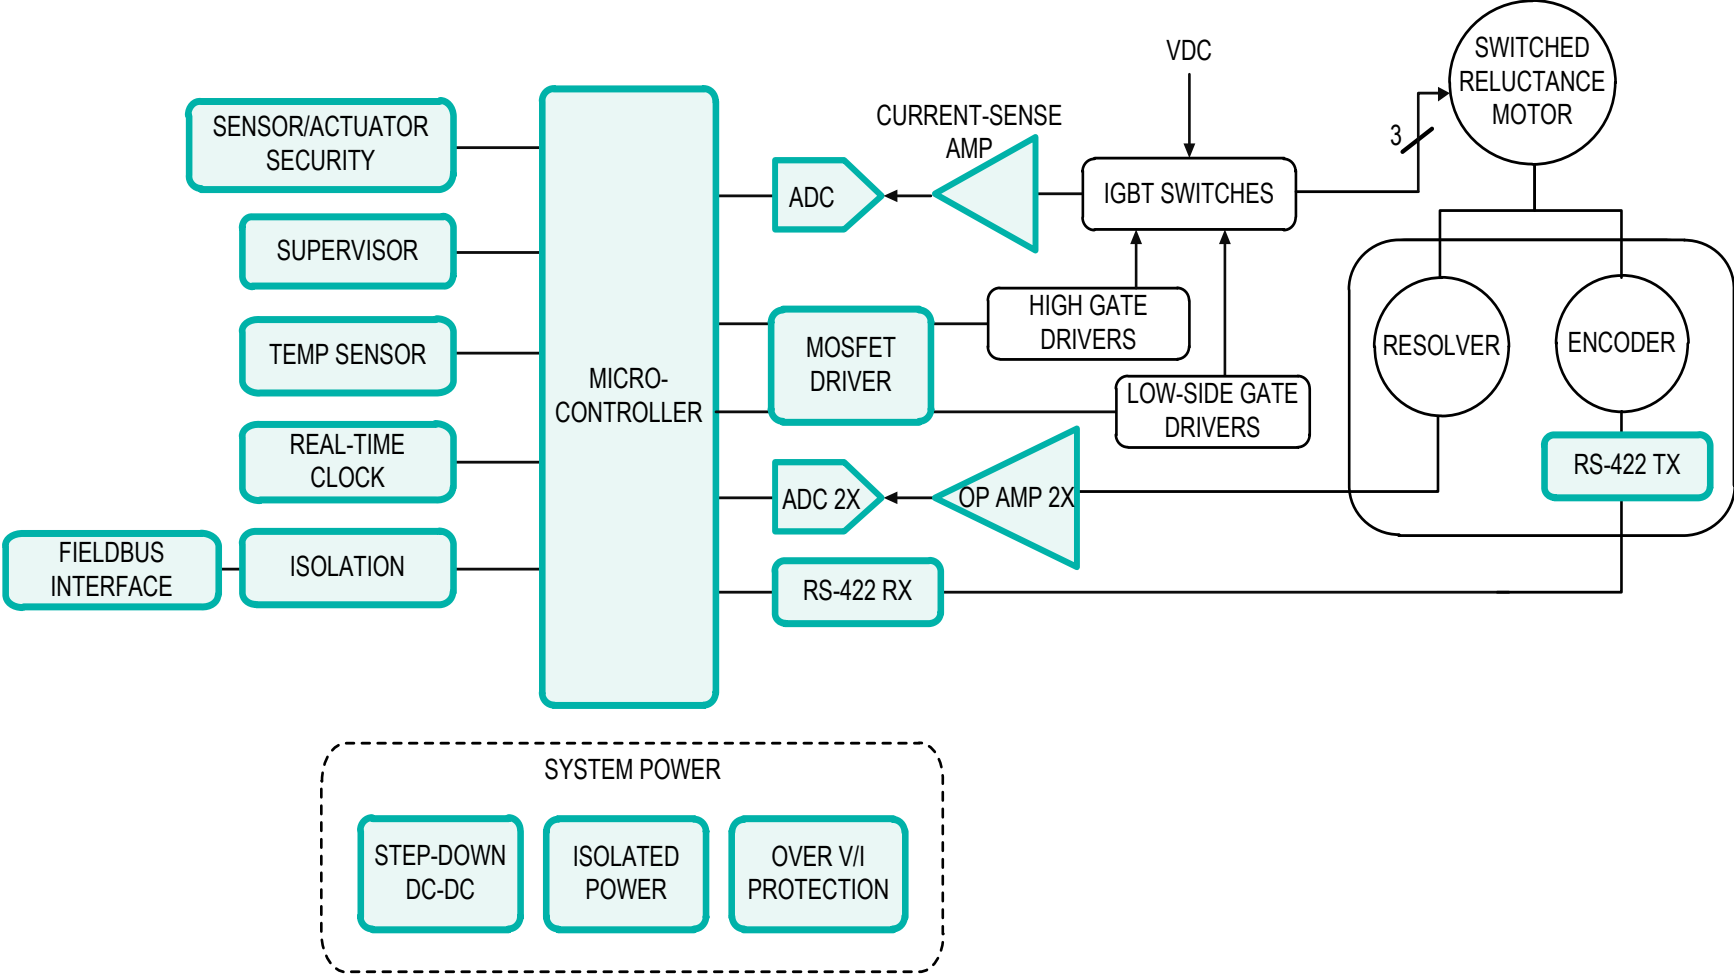 SWITCHED
RELUCTANCE
MOTOR
VDC
CURRENT-SENSE
AMP
3
SENSOR/ACTUATOR
SECURITY
ADC
IGBT SWITCHES
SUPERVISOR
HIGH GATE
DRIVERS
TEMP SENSOR
MOSFET
DRIVER
RESOLVER
ENCODER
MICRO-
CONTROLLER
LOW-SIDE GATE
DRIVERS
REAL-TIME
CLOCK
ADC 2X
OP AMP 2X
RS-422 TX
FIELDBUS
INTERFACE
ISOLATION
RS-422 RX
SYSTEM POWER
STEP-DOWN
DC-DC
ISOLATED
POWER
OVER V/I
PROTECTION